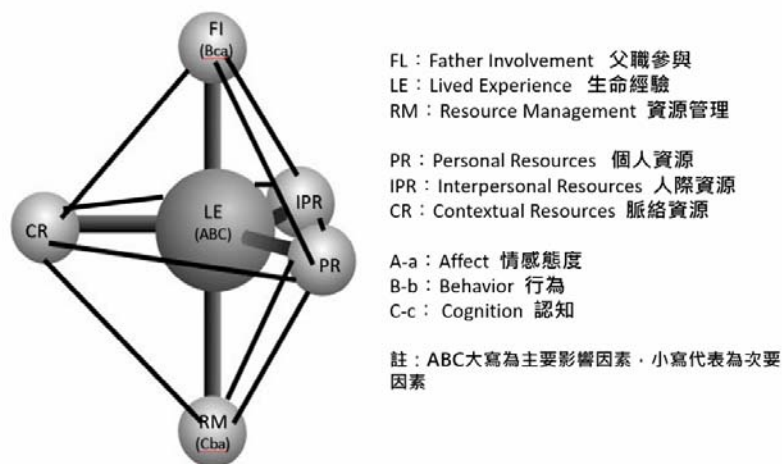 FI
(Bca)
CR
LE
(ABC)
IPR
PR
RM
(Cba)
FL：Father Involvement 父職參與
LE：Lived Experience 生命經驗
RM：Resource Management 資源管理
PR：Personal Resources 個人資源
IPR：Interpersonal Resources 人際資源
CR：Contextual Resources 脈絡資源
A-a：Affect 情感態度
B-b：Behavior 行為
C-c： Cognition 認知
註：ABC大寫為主要影響因素，小寫代表為次要
因素